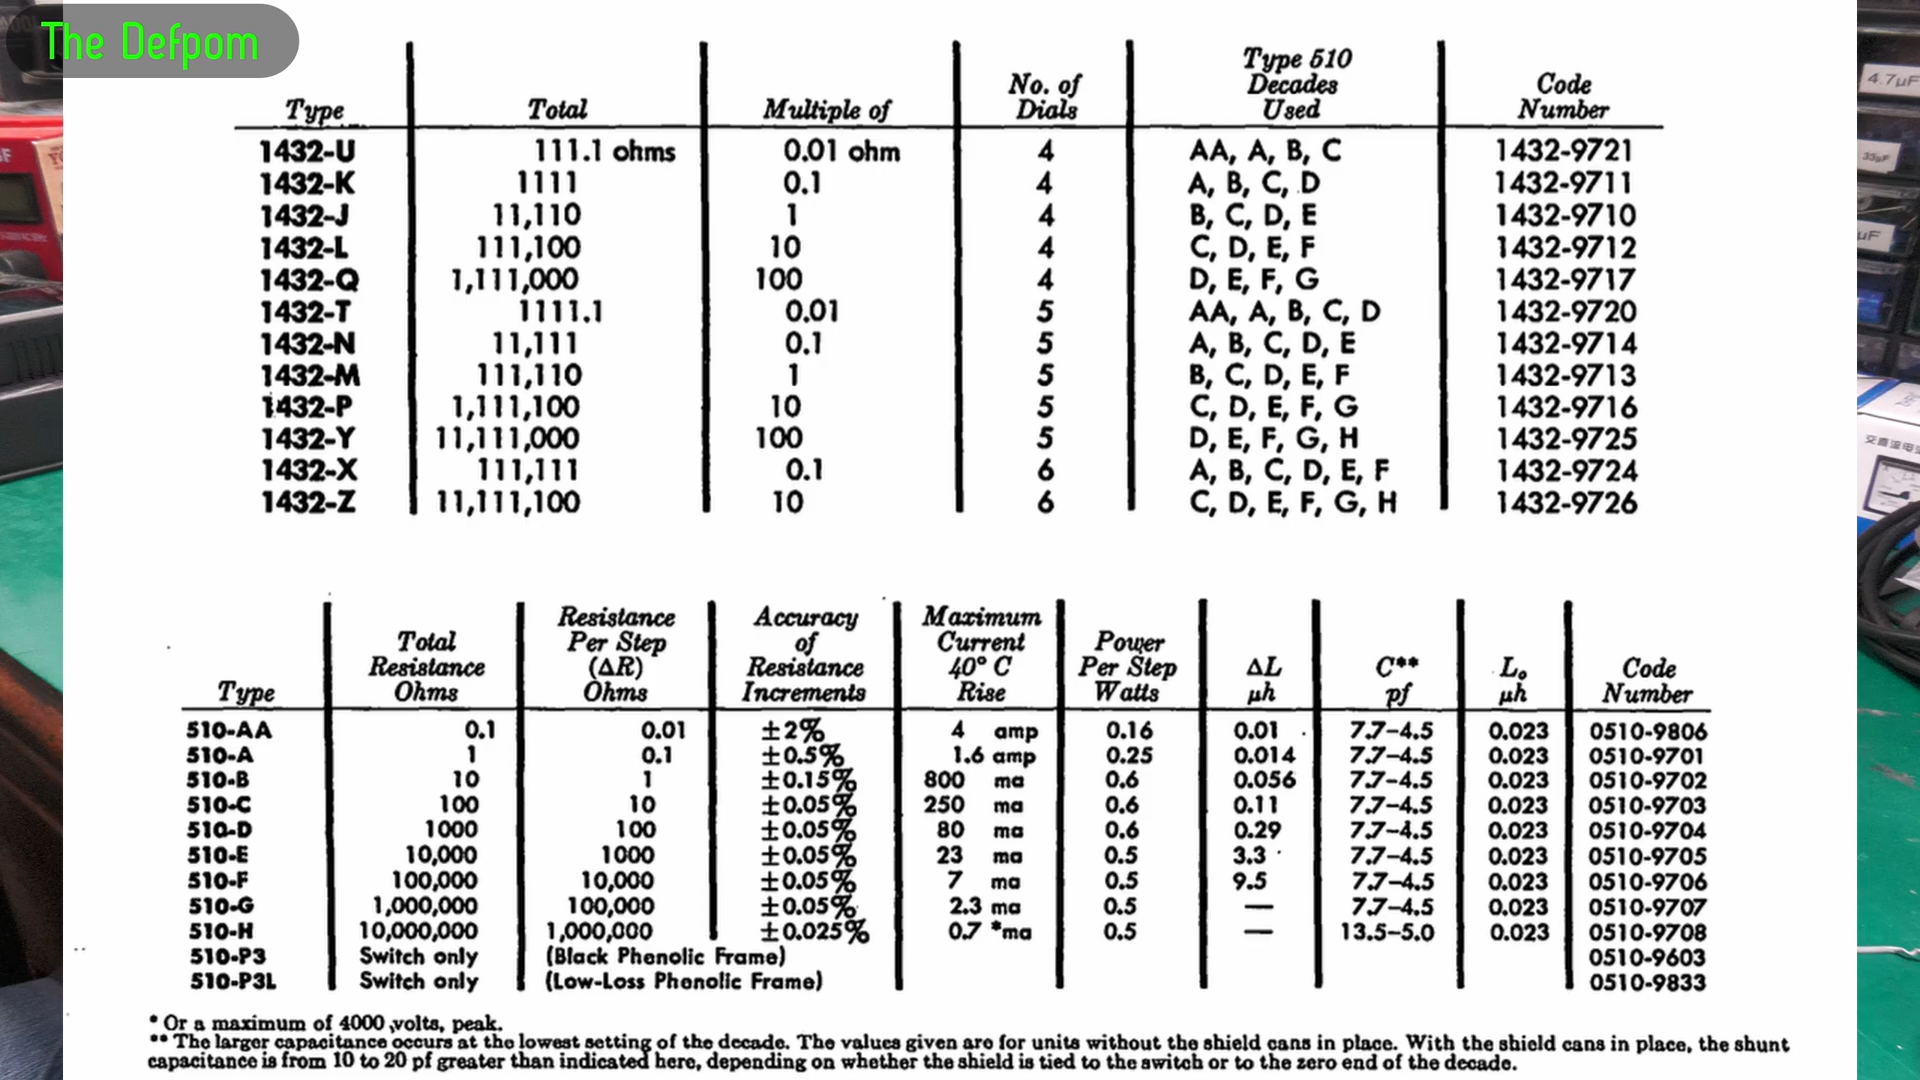 The Defpom
Type Total Multiple of No. of Dials Type 510 Decades Used Code Number
1432-U 111.1 ohms 0.01 ohm 4 AA, A, B, C 1432-9721
1432-K 1111 0.1 4 A, B, C, D 1432-9711
1432-J 11,110 1 4 B, C, D, E 1432-9710
1432-L 111,100 10 4 C, D, E, F 1432-9712
1432-Q 1,111,000 100 4 D, E, F, G 1432-9717
1432-T 1111.1 0.01 5 AA, A, B, C, D 1432-9720
1432-N 11,111 0.1 5 A, B, C, D, E 1432-9714
1432-M 111,110 1 5 B, C, D, E, F 1432-9713
1432-P 1,111,100 10 5 C, D, E, F, G 1432-9716
1432-Y 11,111,000 100 5 D, E, F, G, H 1432-9725
1432-X 111,111 0.1 6 A, B, C, D, E, F 1432-9724
1432-Z 11,111,100 10 6 C, D, E, F, G, H 1432-9726
Type Total Resistance Ohms Resistance Per Step (ΔR) Ohms Accuracy of Resistance Increments Maximum Current 40° C Rise Power Per Step Watts ΔL µh C** pf Lo µh Code Number
510-AA 0.1 0.01 ±2% 4 amp 0.16 0.01 7.7-4.5 0.023 0510-9806
510-A 1 0.1 ±0.5% 1.6 amp 0.25 0.014 7.7-4.5 0.023 0510-9701
510-B 10 1 ±0.15% 800 ma 0.6 0.056 7.7-4.5 0.023 0510-9702
510-C 100 10 ±0.05% 250 ma 0.6 0.11 7.7-4.5 0.023 0510-9703
510-D 1000 100 ±0.05% 80 ma 0.6 0.29 7.7-4.5 0.023 0510-9704
510-E 10,000 1000 ±0.05% 23 ma 0.5 3.3 7.7-4.5 0.023 0510-9705
510-F 100,000 10,000 ±0.05% 7 ma 0.5 9.5 7.7-4.5 0.023 0510-9706
510-G 1,000,000 100,000 ±0.05% 2.3 ma 0.5 — 7.7-4.5 0.023 0510-9707
510-H 10,000,000 1,000,000 ±0.025% 0.7 *ma 0.5 — 13.5-5.0 0.023 0510-9708
510-P3 Switch only (Black Phenolic Frame) 0510-9603
510-P3L Switch only (Low-Loss Phenolic Frame) 0510-9833
* Or a maximum of 4000 volts, peak.
** The larger capacitance occurs at the lowest setting of the decade. The values given are for units without the shield cans in place. With the shield cans in place, the shunt
capacitance is from 10 to 20 pf greater than indicated here, depending on whether the shield is tied to the switch or to the zero end of the decade.
4.7µF
33µF
µF